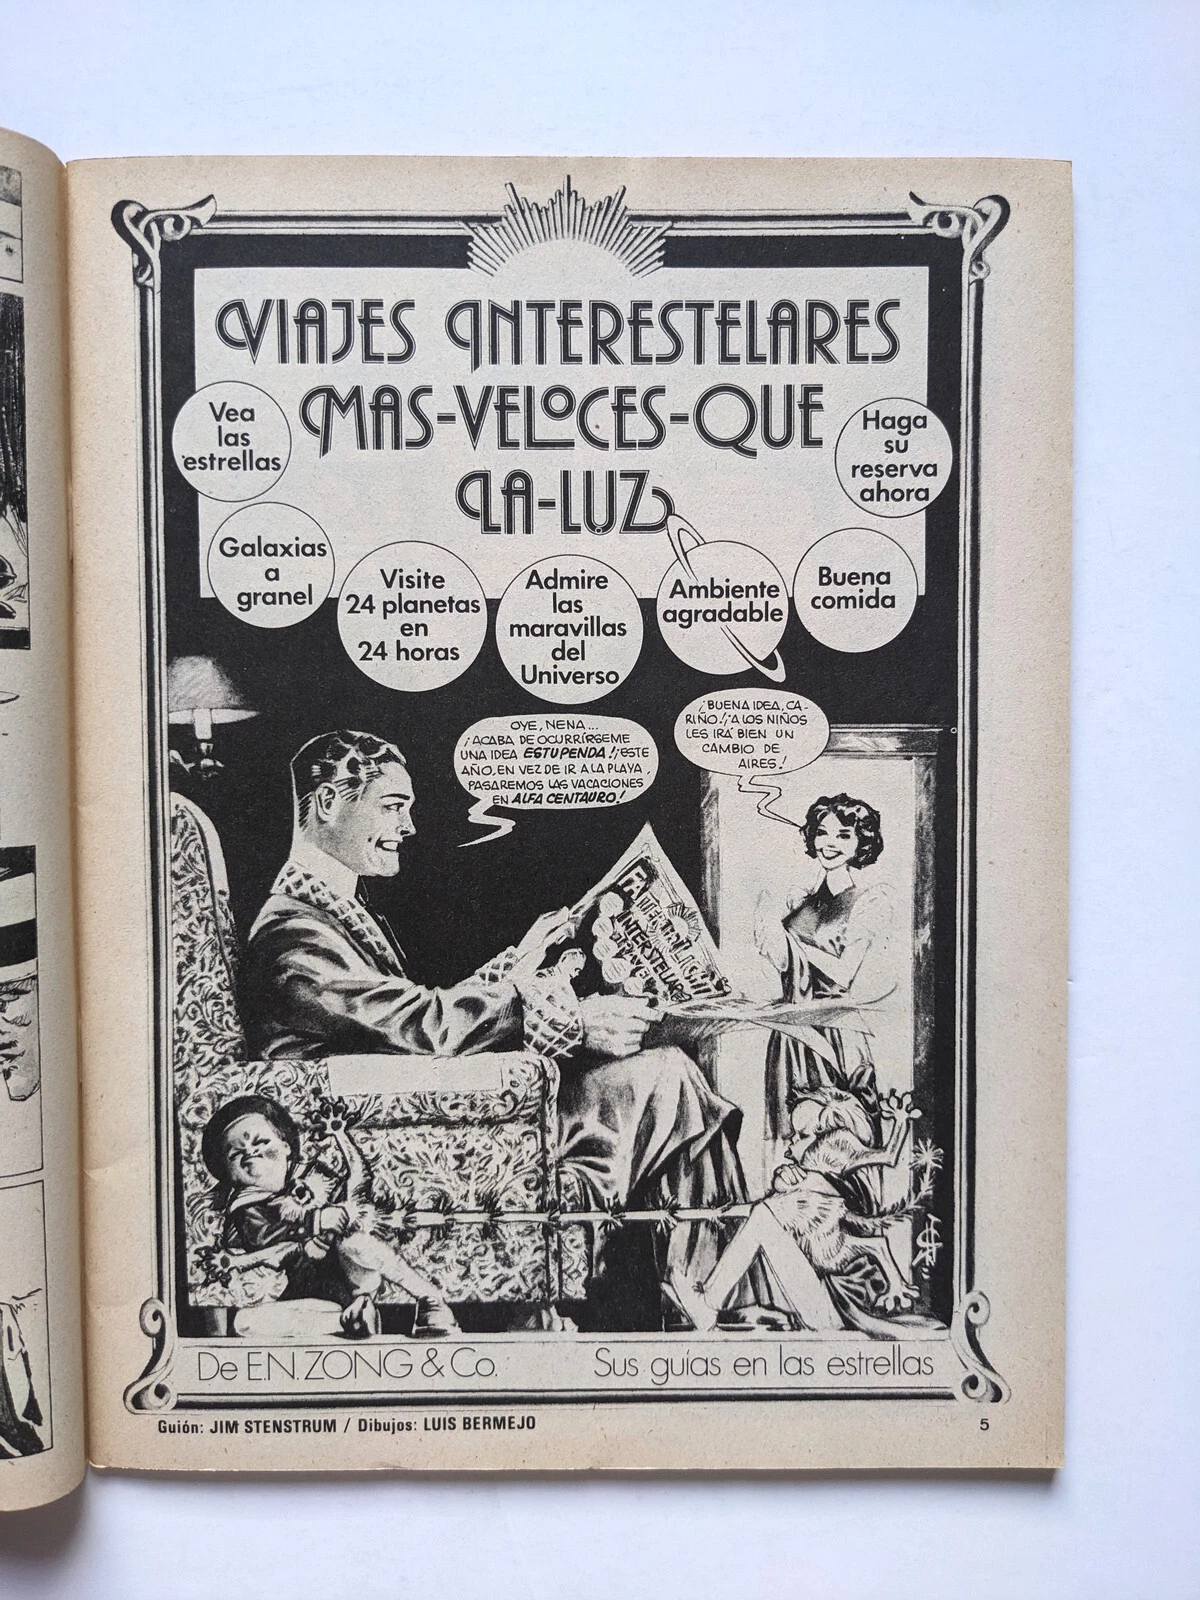 VIAJES INTERESTELARES
MAS-VELOCES-QUE
LA-LUZ
Vea
las
estrellas
Galaxias
a
granel
Visite
24 planetas
en
24 horas
Admire
las
maravillas
del
Universo
Ambiente
agradable
Buena
comida
Haga
su
reserva
ahora
OYE, NENA...
¡ACABA DE OCURRÍRSEME
UNA IDEA ESTUPENDA! ¡ESTE
AÑO, EN VEZ DE IR A LA PLAYA,
PASAREMOS LAS VACACIONES
EN ALFA CENTAURO!
¡BUENA IDEA, CA-
RIÑO! ¡A LOS NIÑOS
LES IRÁ BIEN UN
CAMBIO DE
AIRES!
INTERSTELLAR
De E.N. ZONG & Co.
Sus guías en las estrellas
Guión: JIM STENSTRUM / Dibujos: LUIS BERMEJO
5